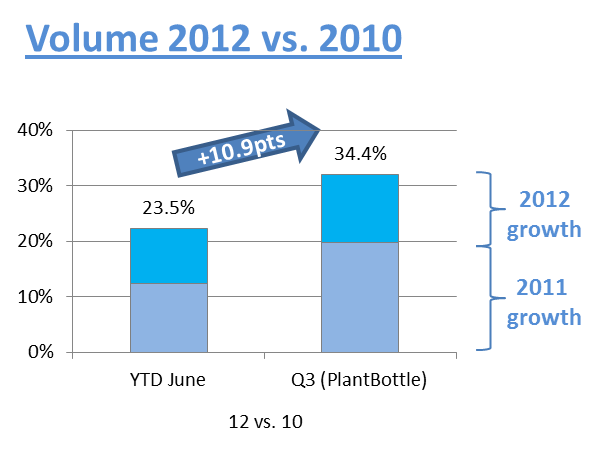 Volume 2012 vs. 2010
40%
+10.9pts
34.4%
30%
23.5%
2012
growth
20%
2011
growth
10%
0%
YTD June
Q3 (PlantBottle)
12 vs. 10